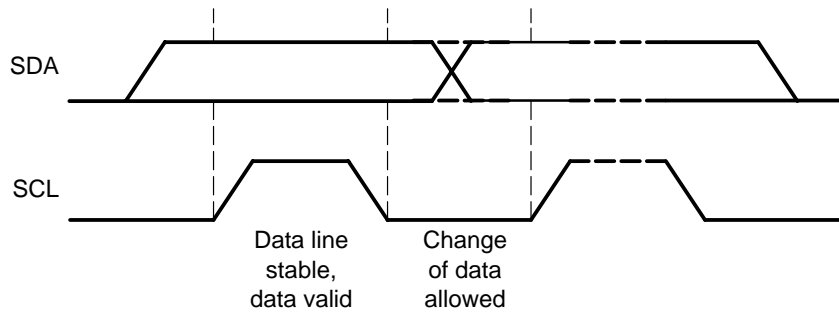 SDA
SCL
Data line
stable,
data valid
Change
of data
allowed